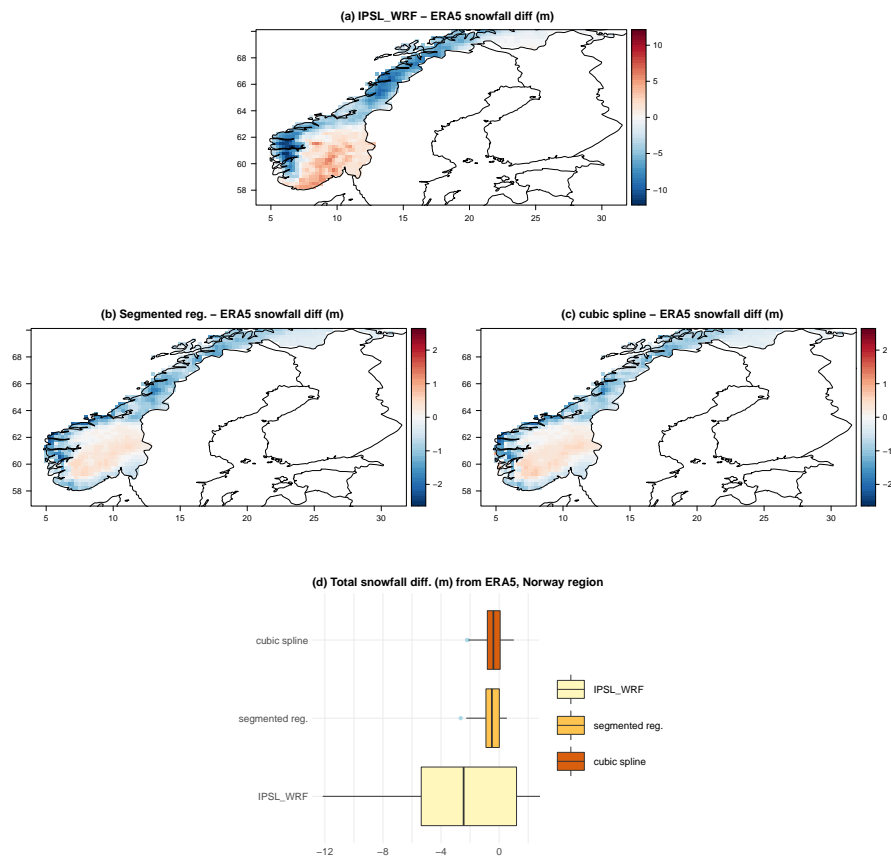 (a) IPSL_WRF − ERA5 snowfall diff (m)
68
66
64
62
60
58
5 10 15 20 25 30
10
5
0
−5
−10
(b) Segmented reg. − ERA5 snowfall diff (m)
68
66
64
62
60
58
5 10 15 20 25 30
2
1
0
−1
−2
(c) cubic spline − ERA5 snowfall diff (m)
68
66
64
62
60
58
5 10 15 20 25 30
2
1
0
−1
−2
(d) Total snowfall diff. (m) from ERA5, Norway region
cubic spline
segmented reg.
IPSL_WRF
−12 −8 −4 0
IPSL_WRF
segmented reg.
cubic spline